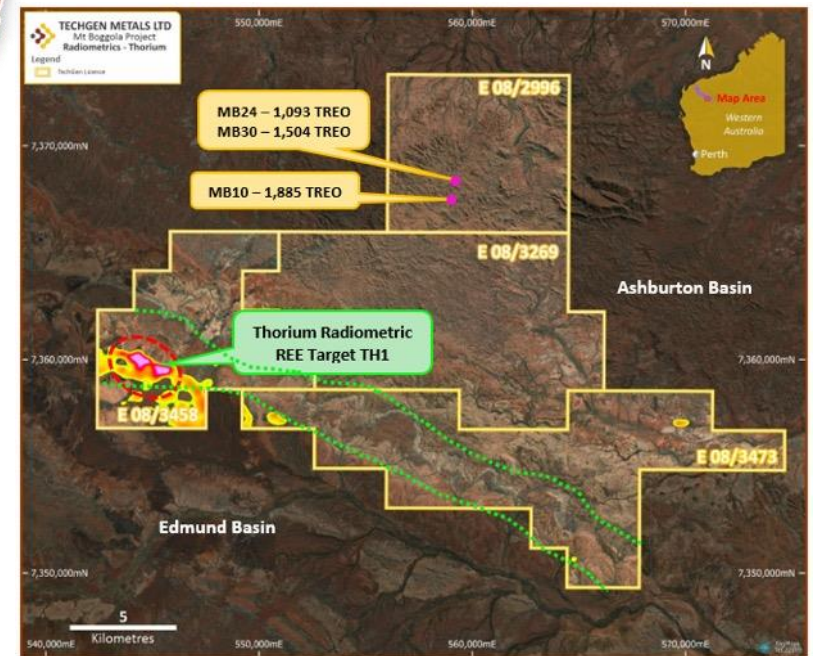 TECHGEN METALS LTD
Mt Boggola Project
Radiometrics - Thorium
Legend
TechGen Licence
550,000mE
560,000mE
570,000mE
N
Map Area
Western
Australia
Perth
E 08/2996
MB24 – 1,093 TREO
MB30 – 1,504 TREO
7,370,000mN
MB10 – 1,885 TREO
E 08/3269
Ashburton Basin
Thorium Radiometric
REE Target TH1
7,360,000mN
7,360,000mN
E 08/3458
E 08/3473
Edmund Basin
7,350,000mN
7,350,000mN
5
Kilometres
540,000mE
550,000mE
560,000mE
570,000mE